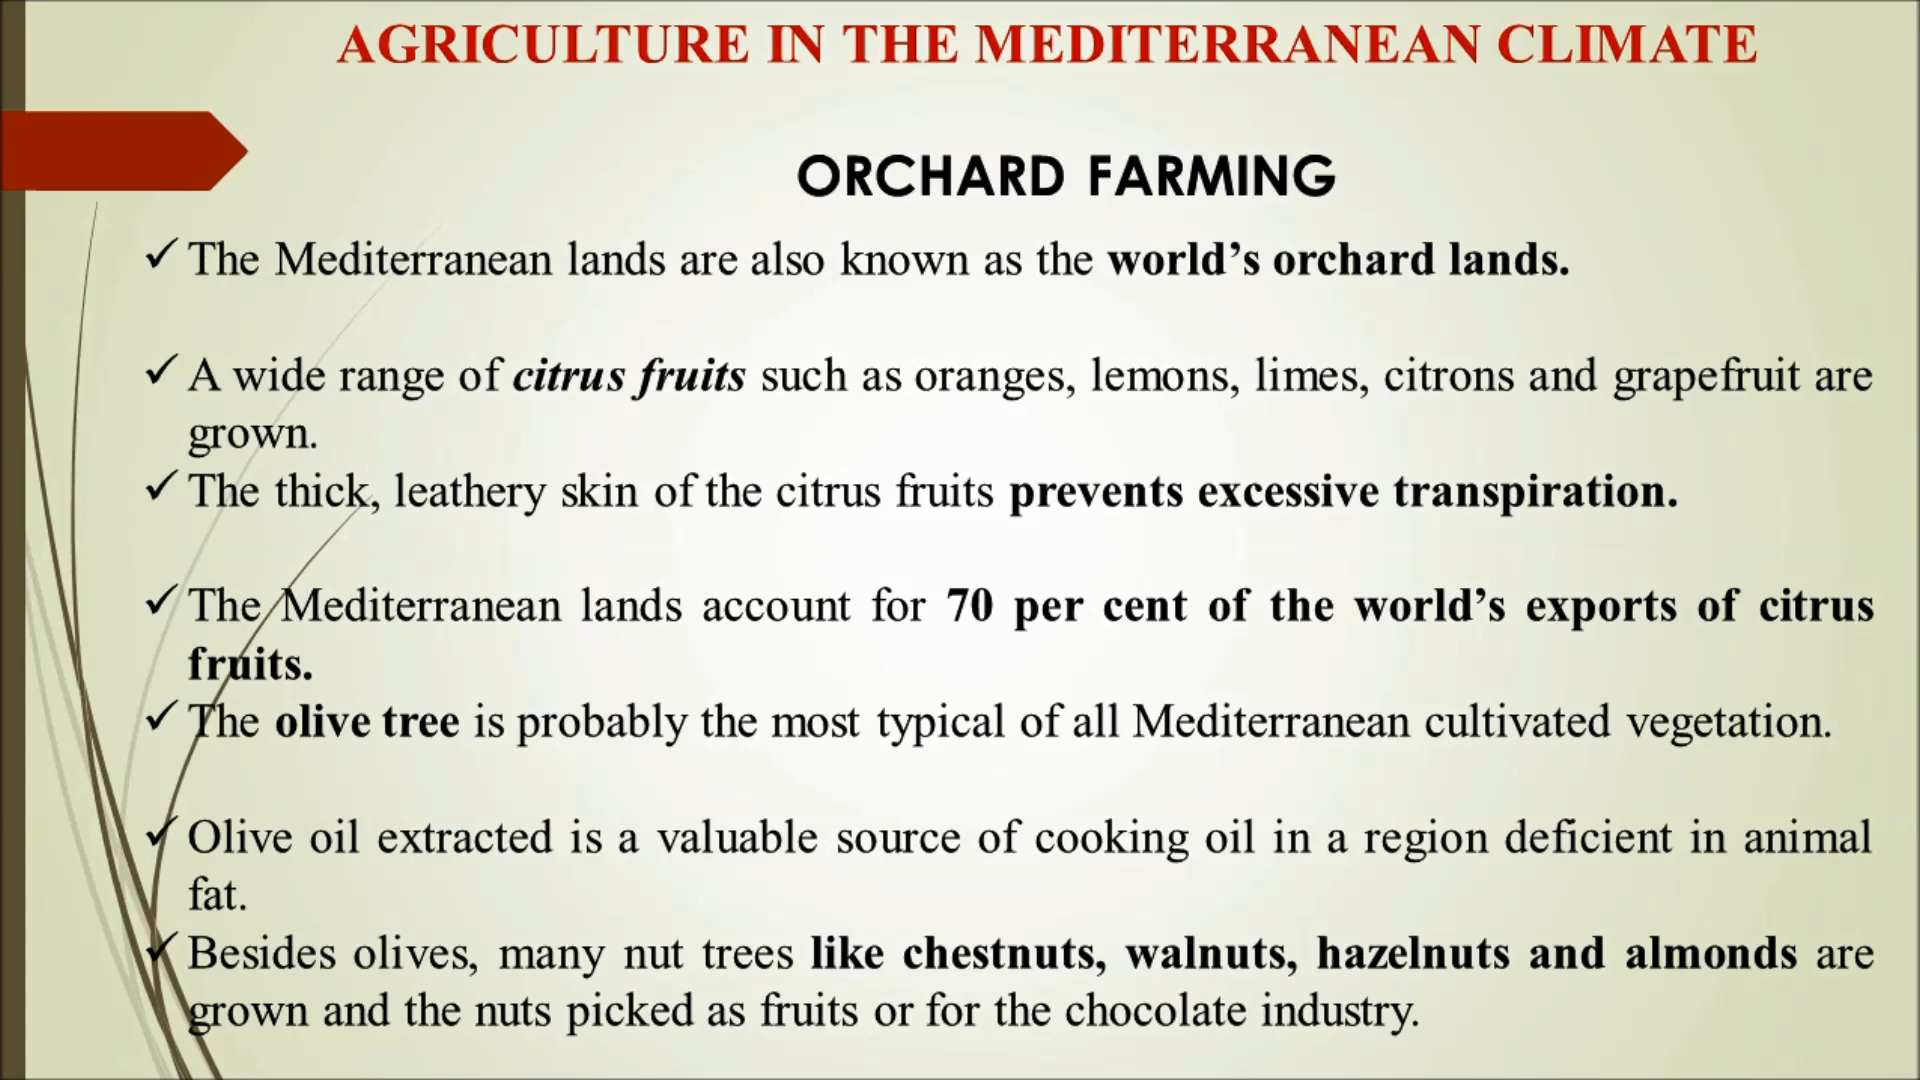 AGRICULTURE IN THE MEDITERRANEAN CLIMATE
ORCHARD FARMING
✓ The Mediterranean lands are also known as the world’s orchard lands.
✓ A wide range of citrus fruits such as oranges, lemons, limes, citrons and grapefruit are
grown.
✓ The thick, leathery skin of the citrus fruits prevents excessive transpiration.
✓ The Mediterranean lands account for 70 per cent of the world’s exports of citrus
fruits.
✓ The olive tree is probably the most typical of all Mediterranean cultivated vegetation.
✓ Olive oil extracted is a valuable source of cooking oil in a region deficient in animal
fat.
✓ Besides olives, many nut trees like chestnuts, walnuts, hazelnuts and almonds are
grown and the nuts picked as fruits or for the chocolate industry.